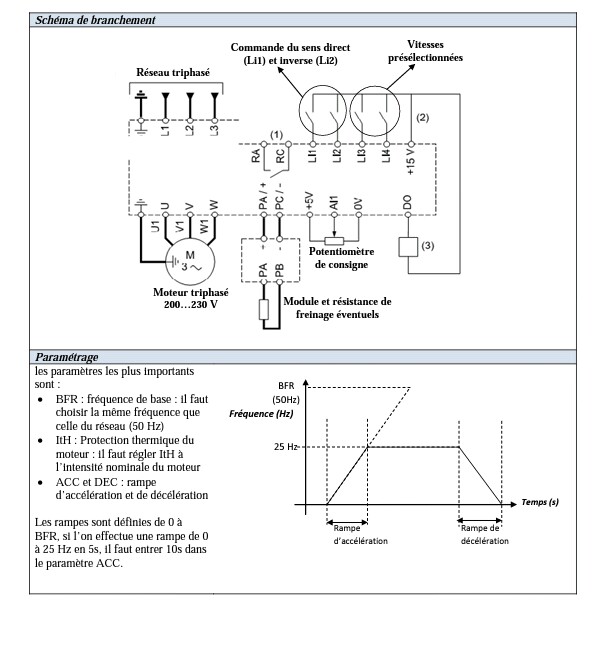 Schéma de branchement
Commande du sens direct
(Li1) et inverse (Li2)
Vitesses
présélectionnées
Réseau triphasé
L1
L2
L3
(1)
RA
RC
LI1
LI2
LI3
LI4
+15 V
(2)
U
V
W
PA / +
PC / -
+5V
AI1
0V
DO
U1
V1
W1
M
3 ~
+
-
PA
PB
(3)
Potentiomètre
de consigne
Moteur triphasé
200…230 V
Module et résistance de
freinage éventuels
Paramétrage
les paramètres les plus importants
sont :
• BFR : fréquence de base : il faut
choisir la même fréquence que
celle du réseau (50 Hz)
• ItH : Protection thermique du
moteur : il faut régler ItH à
l'intensité nominale du moteur
• ACC et DEC : rampe
d'accélération et de décélération
Les rampes sont définies de 0 à
BFR, si l'on effectue une rampe de 0
à 25 Hz en 5s, il faut entrer 10s dans
le paramètre ACC.
BFR
(50Hz)
Fréquence (Hz)
25 Hz
Temps (s)
Rampe
d'accélération
Rampe de
décélération